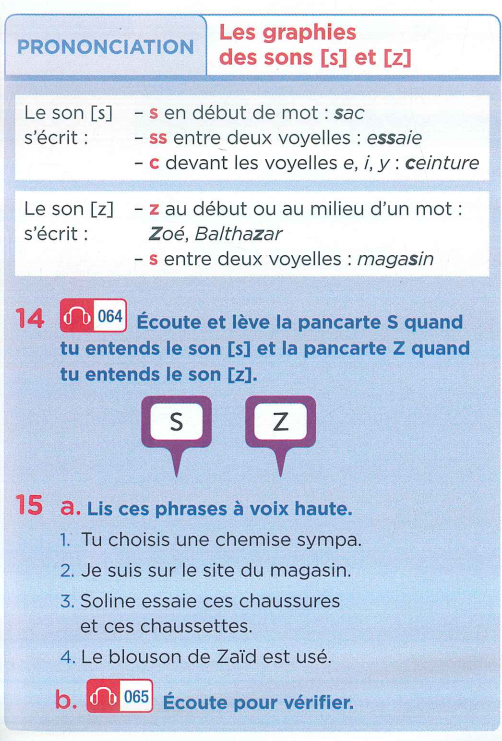 PRONONCIATION
Les graphies
des sons [s] et [z]
Le son [s] – s en début de mot : sac
s'écrit : – ss entre deux voyelles : essaie
– c devant les voyelles e, i, y : ceinture
Le son [z] – z au début ou au milieu d'un mot :
s'écrit : Zoé, Balthazar
– s entre deux voyelles : magasin
14 064 Écoute et lève la pancarte S quand
tu entends le son [s] et la pancarte Z quand
tu entends le son [z].
S Z
15 a. Lis ces phrases à voix haute.
1. Tu choisis une chemise sympa.
2. Je suis sur le site du magasin.
3. Soline essaie ces chaussures
et ces chaussettes.
4. Le blouson de Zaïd est usé.
b. 065 Écoute pour vérifier.